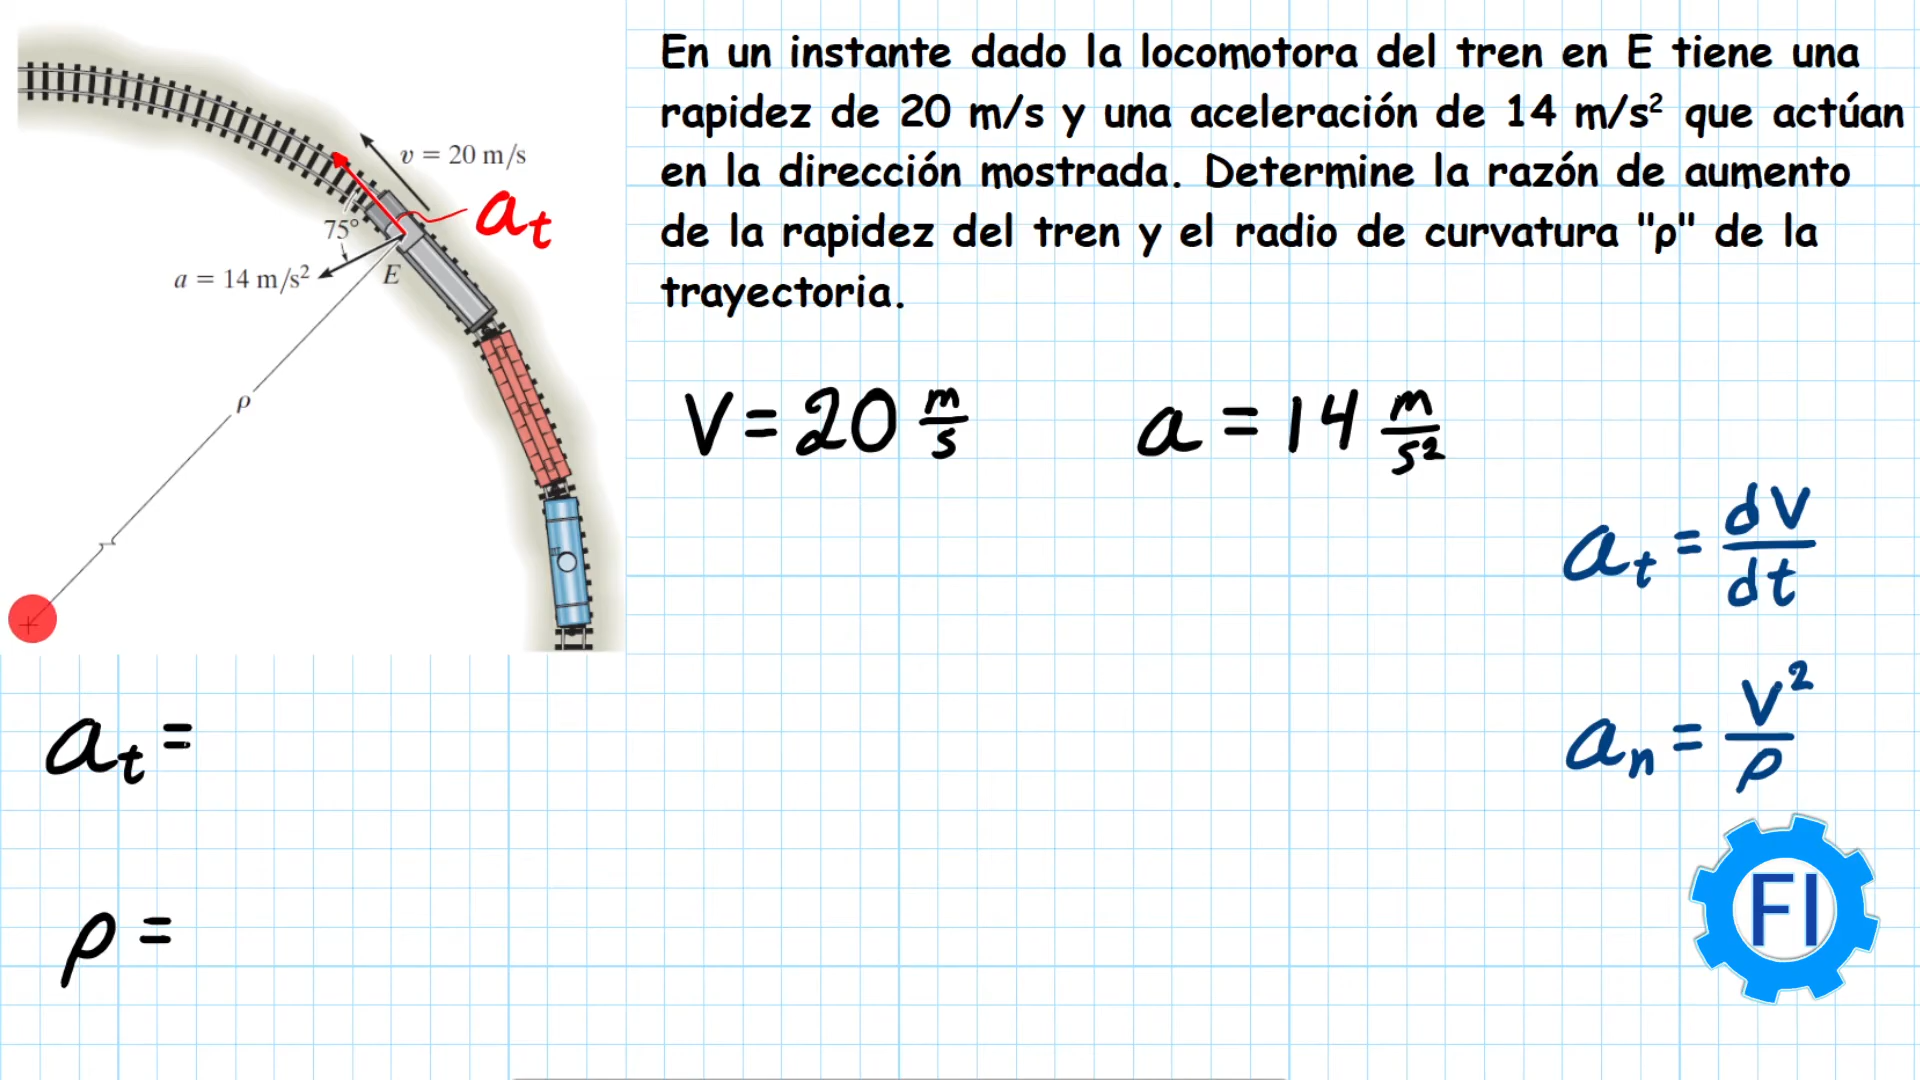 En un instante dado la locomotora del tren en E tiene una
rapidez de 20 m/s y una aceleración de 14 m/s² que actúan
en la dirección mostrada. Determine la razón de aumento
de la rapidez del tren y el radio de curvatura "ρ" de la
trayectoria.
v = 20 m/s
a_t
75°
a = 14 m/s²
E
ρ
V = 20 m/s
a = 14 m/s²
a_t = dV/dt
a_n = V²/ρ
a_t =
ρ =
FI